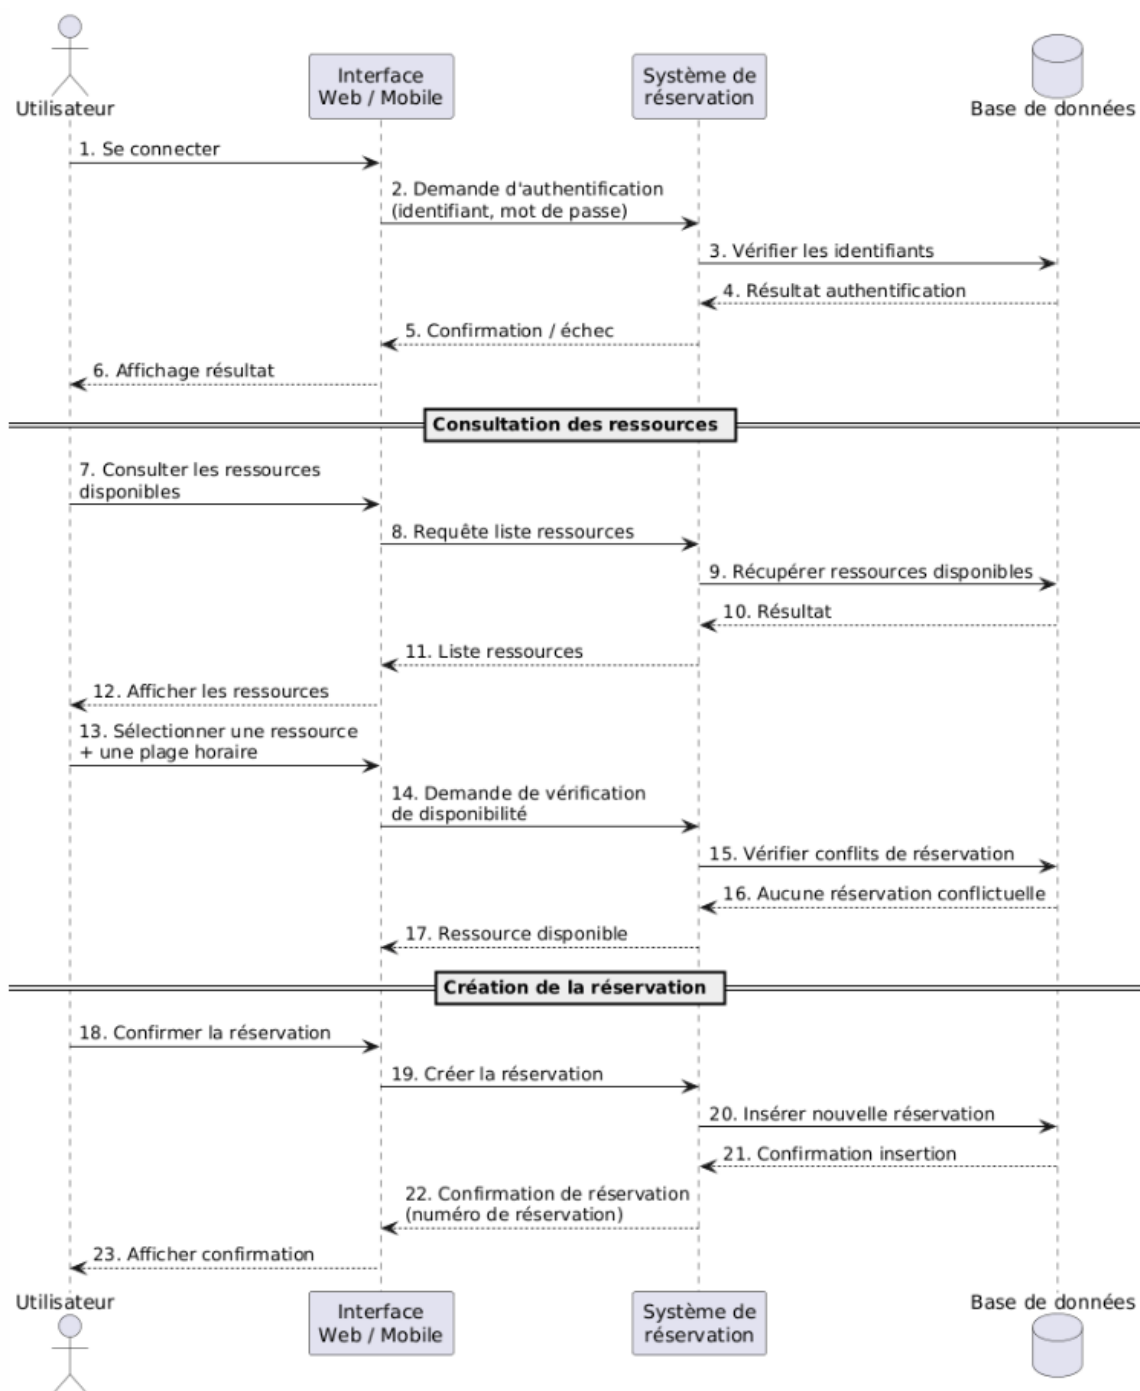 Utilisateur
Interface
Web / Mobile
Système de
réservation
Base de données
1. Se connecter
2. Demande d'authentification
(identifiant, mot de passe)
3. Vérifier les identifiants
4. Résultat authentification
5. Confirmation / échec
6. Affichage résultat
Consultation des ressources
7. Consulter les ressources
disponibles
8. Requête liste ressources
9. Récupérer ressources disponibles
10. Résultat
11. Liste ressources
12. Afficher les ressources
13. Sélectionner une ressource
+ une plage horaire
14. Demande de vérification
de disponibilité
15. Vérifier conflits de réservation
16. Aucune réservation conflictuelle
17. Ressource disponible
Création de la réservation
18. Confirmer la réservation
19. Créer la réservation
20. Insérer nouvelle réservation
21. Confirmation insertion
22. Confirmation de réservation
(numéro de réservation)
23. Afficher confirmation
Utilisateur
Interface
Web / Mobile
Système de
réservation
Base de données